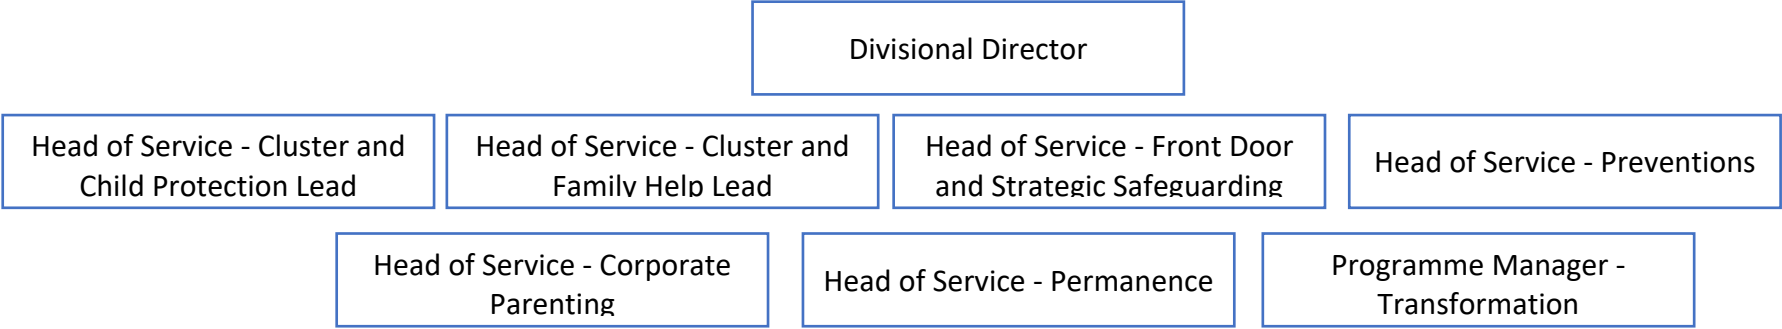 Divisional Director
Head of Service - Cluster and
Child Protection Lead
Head of Service - Cluster and
Family Help Lead
Head of Service - Front Door
and Strategic Safeguarding
Head of Service - Preventions
Head of Service - Corporate
Parenting
Head of Service - Permanence
Programme Manager -
Transformation